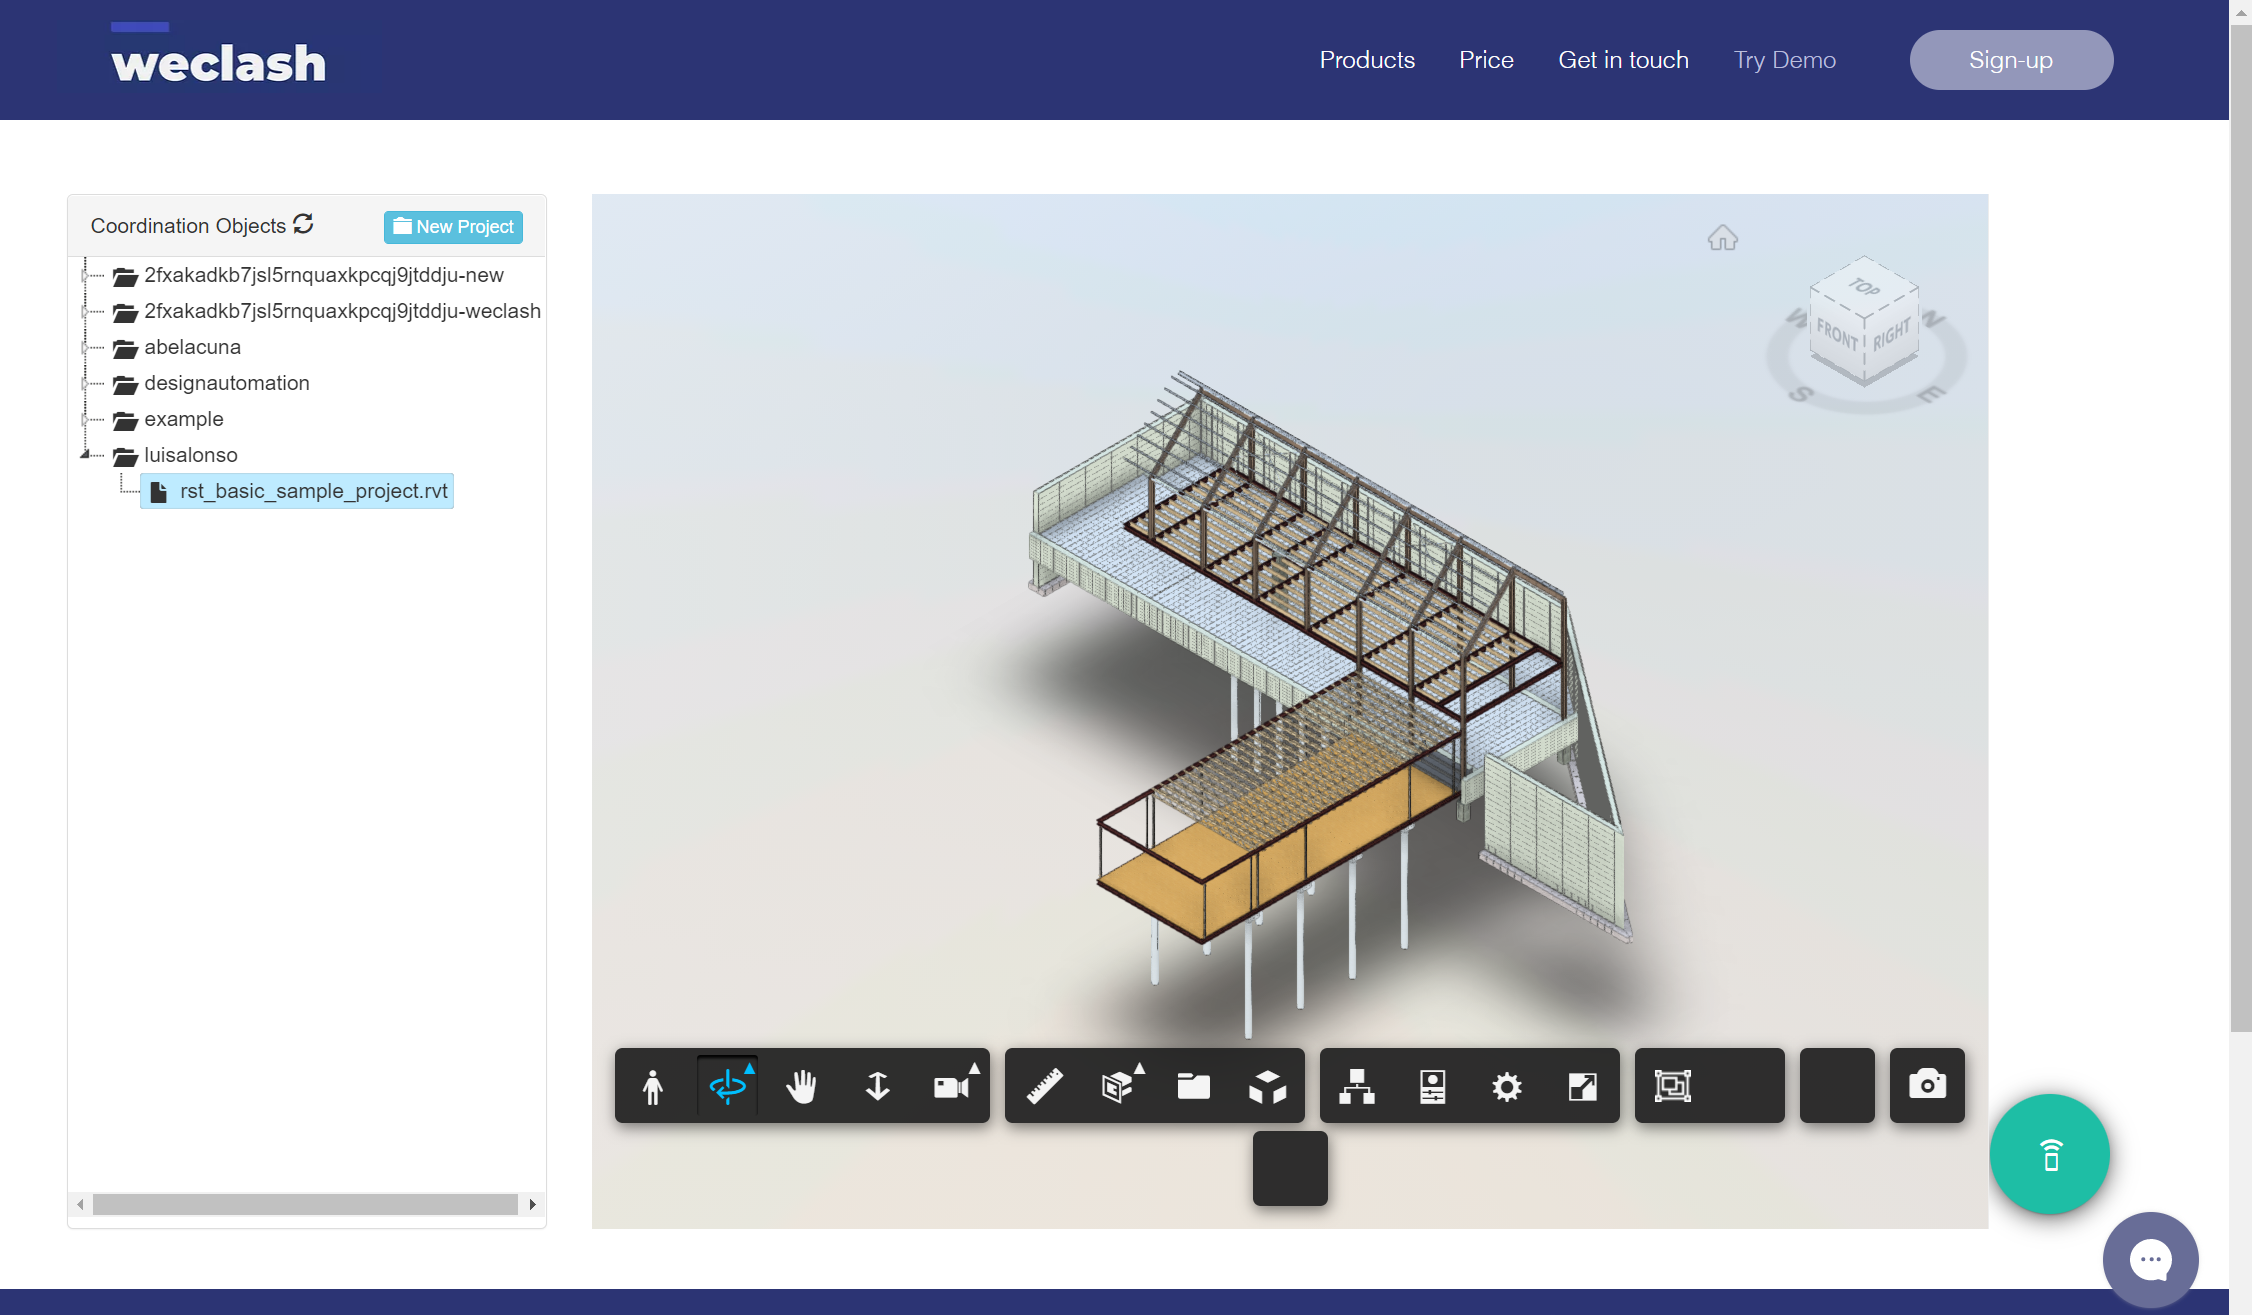 weclash
Products
Price
Get in touch
Try Demo
Sign-up
Coordination Objects
New Project
2fxakadkb7jsl5rnquaxkpcqj9jtddju-new
2fxakadkb7jsl5rnquaxkpcqj9jtddju-weclash
abelacuna
designautomation
example
luisalonso
rst_basic_sample_project.rvt
TOP
FRONT
RIGHT
W
N
S
E